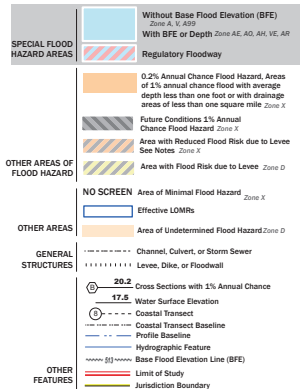 SPECIAL FLOOD
HAZARD AREAS
Without Base Flood Elevation (BFE)
Zone A, V, A99
With BFE or Depth Zone AE, AO, AH, VE, AR
Regulatory Floodway
0.2% Annual Chance Flood Hazard, Areas
of 1% annual chance flood with average
depth less than one foot or with drainage
areas of less than one square mile Zone X
Future Conditions 1% Annual
Chance Flood Hazard Zone X
Area with Reduced Flood Risk due to Levee
See Notes Zone X
OTHER AREAS OF
FLOOD HAZARD
Area with Flood Risk due to Levee Zone D
NO SCREEN Area of Minimal Flood Hazard Zone X
Effective LOMRs
OTHER AREAS
Area of Undetermined Flood Hazard Zone D
GENERAL
STRUCTURES
Channel, Culvert, or Storm Sewer
Levee, Dike, or Floodwall
B 20.2 Cross Sections with 1% Annual Chance
17.5 Water Surface Elevation
8 Coastal Transect
Coastal Transect Baseline
Profile Baseline
Hydrographic Feature
513 Base Flood Elevation Line (BFE)
OTHER
FEATURES
Limit of Study
Jurisdiction Boundary